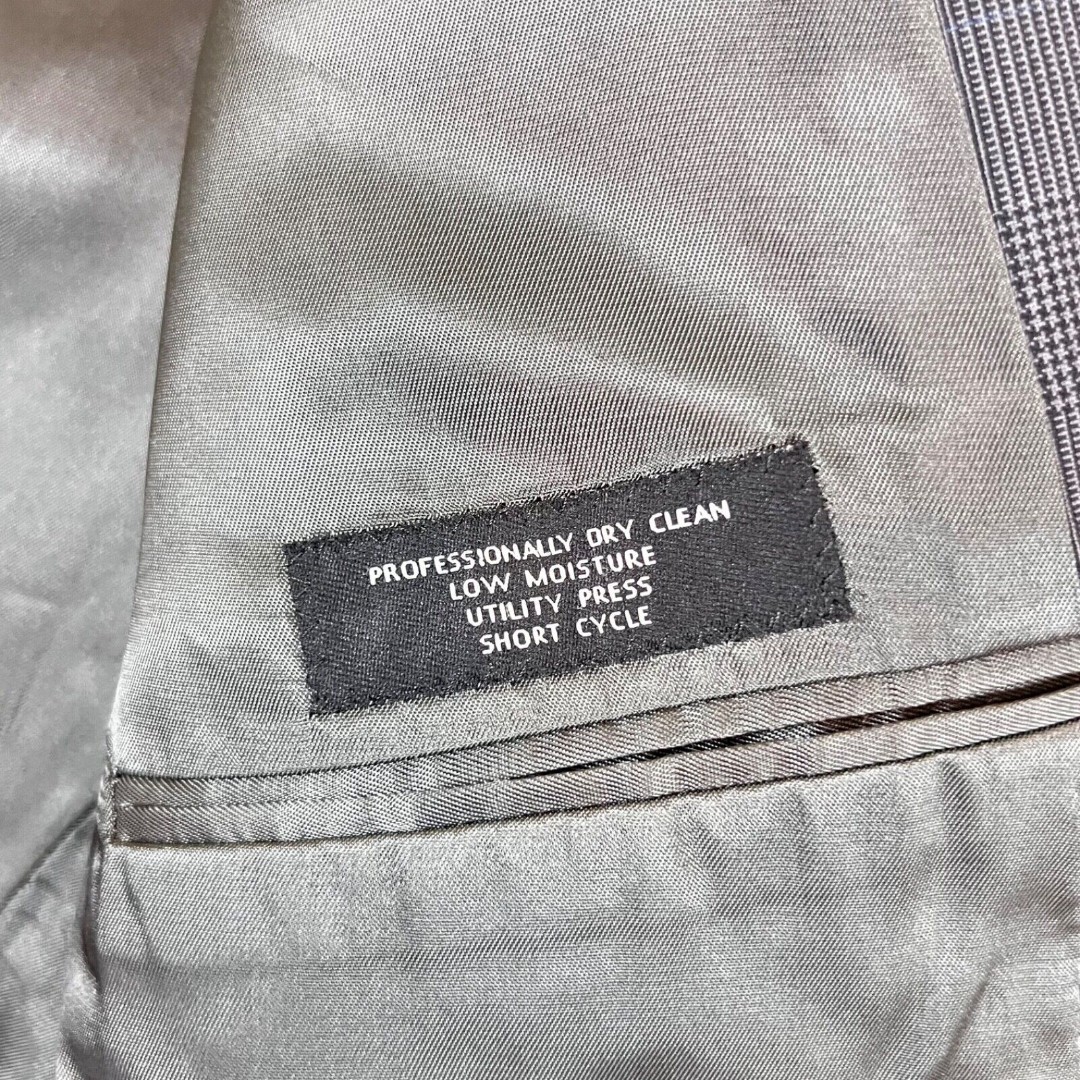 PROFESSIONALLY DRY CLEAN
LOW MOISTURE
UTILITY PRESS
SHORT CYCLE